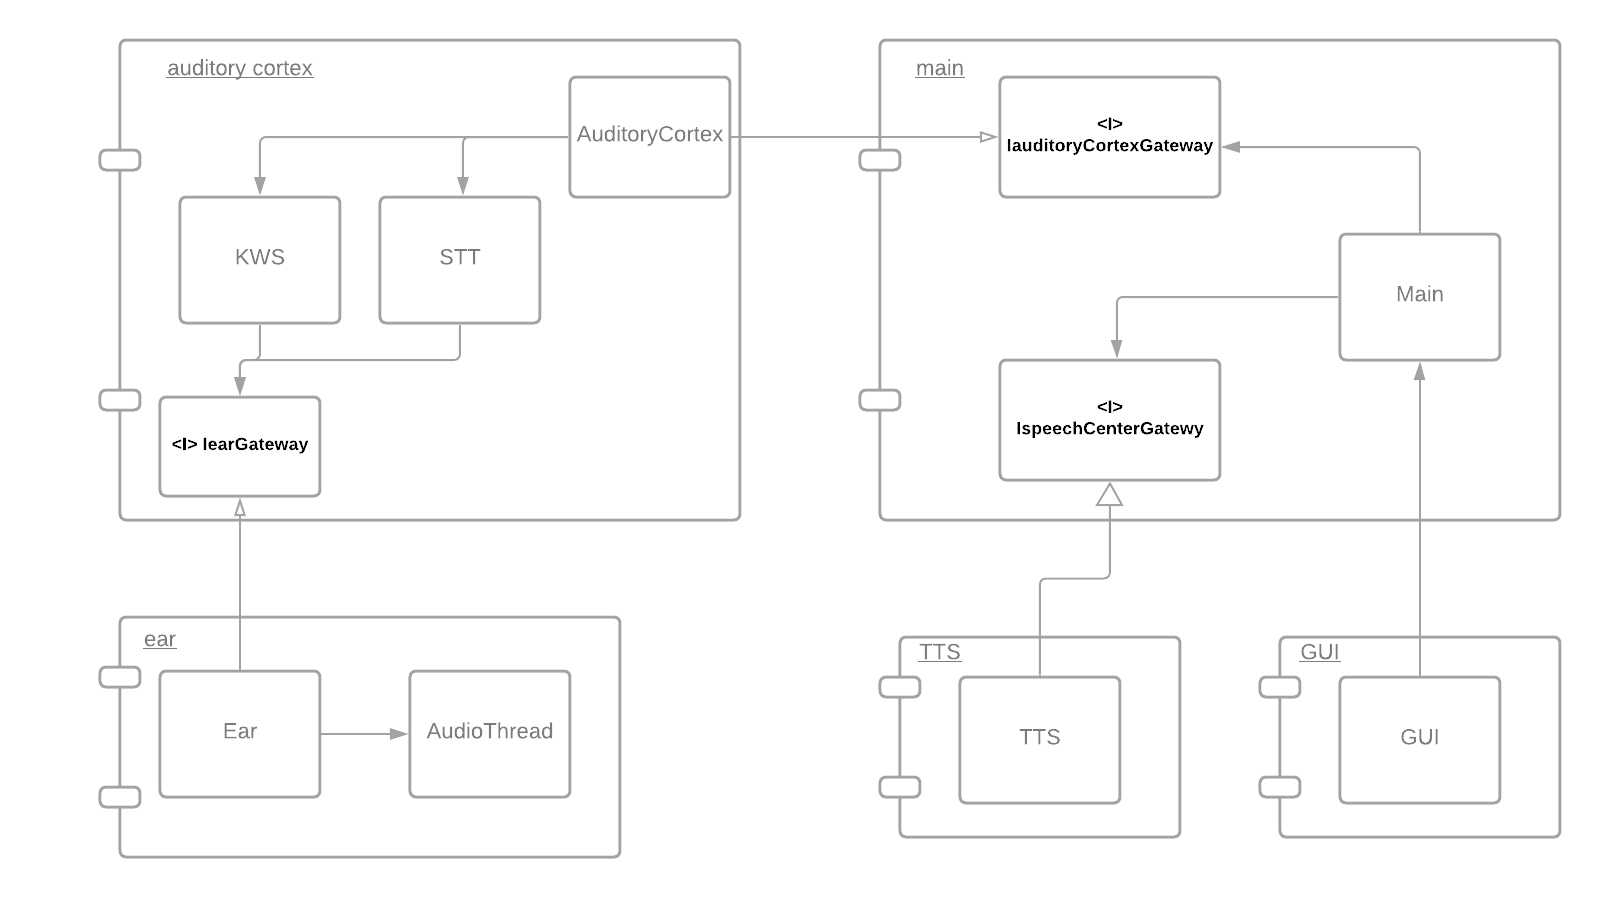 auditory cortex
AuditoryCortex
KWS
STT
<I> IearGateway
main
<I>
IauditoryCortexGateway
Main
<I>
IspeechCenterGatewy
ear
Ear
AudioThread
TTS
TTS
GUI
GUI